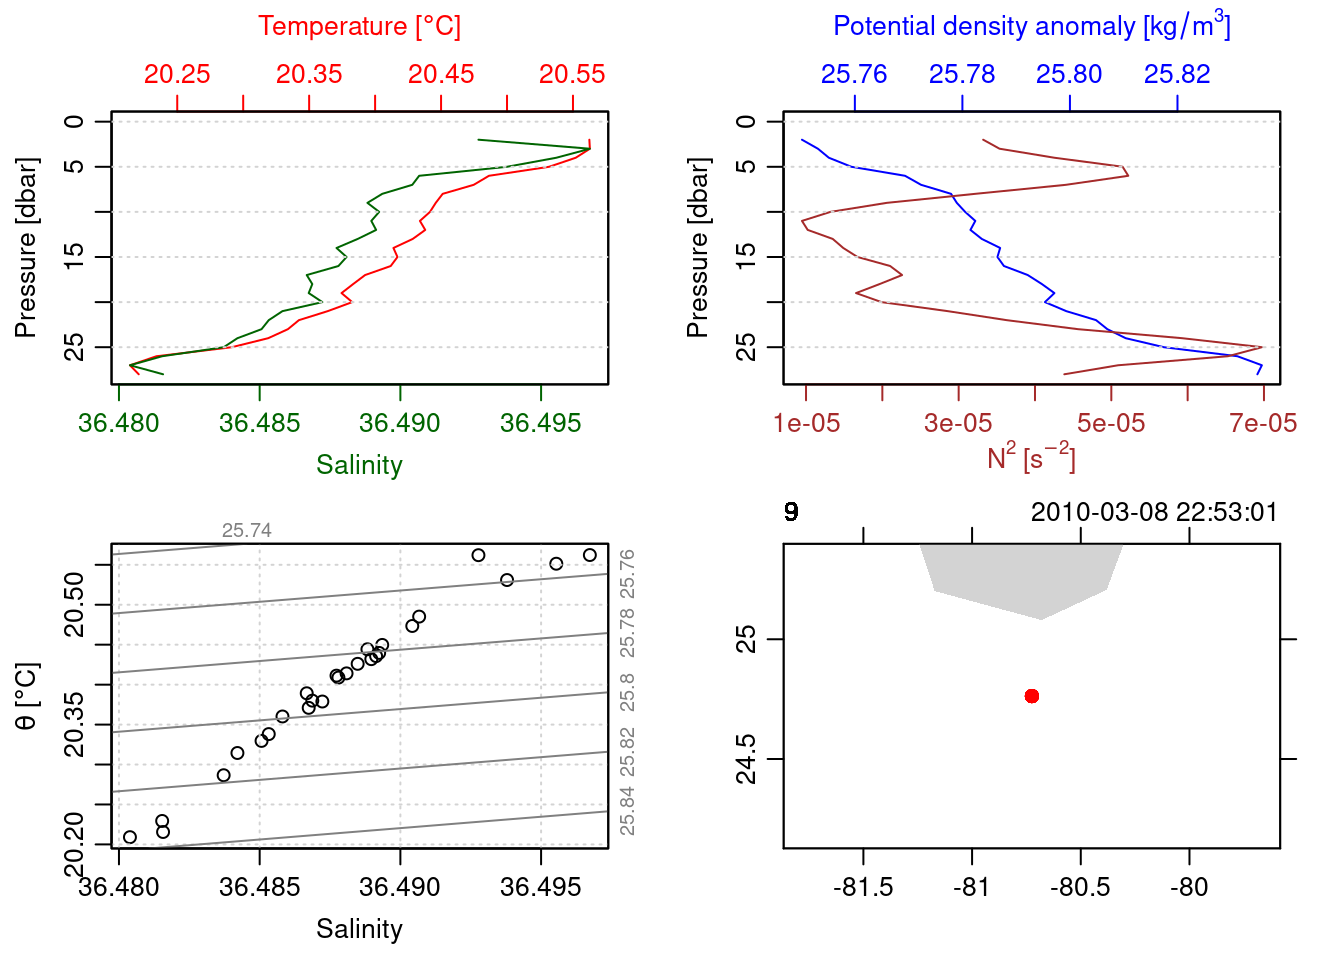 Temperature [°C]
20.25 20.35 20.45 20.55
Pressure [dbar]
0 5 15 25
36.480 36.485 36.490 36.495
Salinity
Potential density anomaly [kg/m³]
25.76 25.78 25.80 25.82
Pressure [dbar]
0 5 15 25
1e-05 3e-05 5e-05 7e-05
N² [s⁻²]
25.74
θ [°C]
20.50 20.35 20.20
25.76 25.78 25.8 25.82 25.84
36.480 36.485 36.490 36.495
Salinity
2010-03-08 22:53:01
25 24.5
-81.5 -81 -80.5 -80